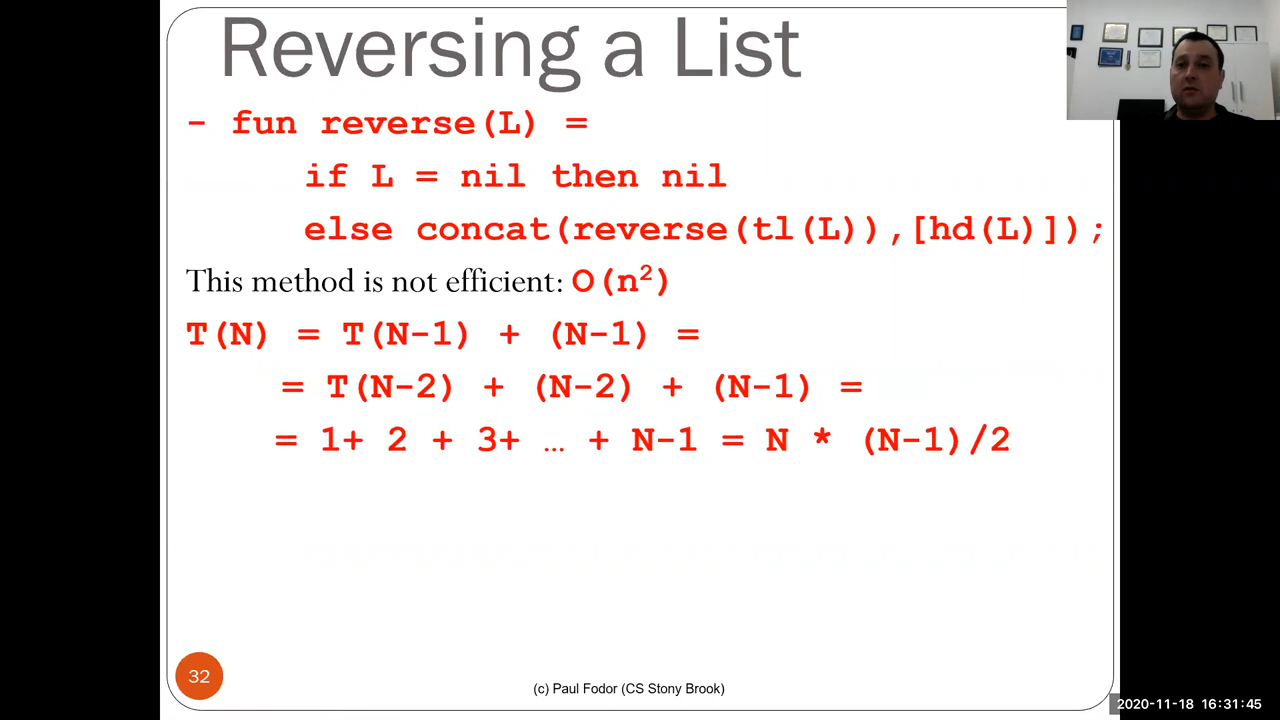 Reversing a List
- fun reverse(L) =
if L = nil then nil
else concat(reverse(tl(L)),[hd(L)]);
This method is not efficient: O(n²)
T(N) = T(N-1) + (N-1) =
= T(N-2) + (N-2) + (N-1) =
= 1+ 2 + 3+ … + N-1 = N * (N-1)/2
32
(c) Paul Fodor (CS Stony Brook)
2020-11-18 16:31:45